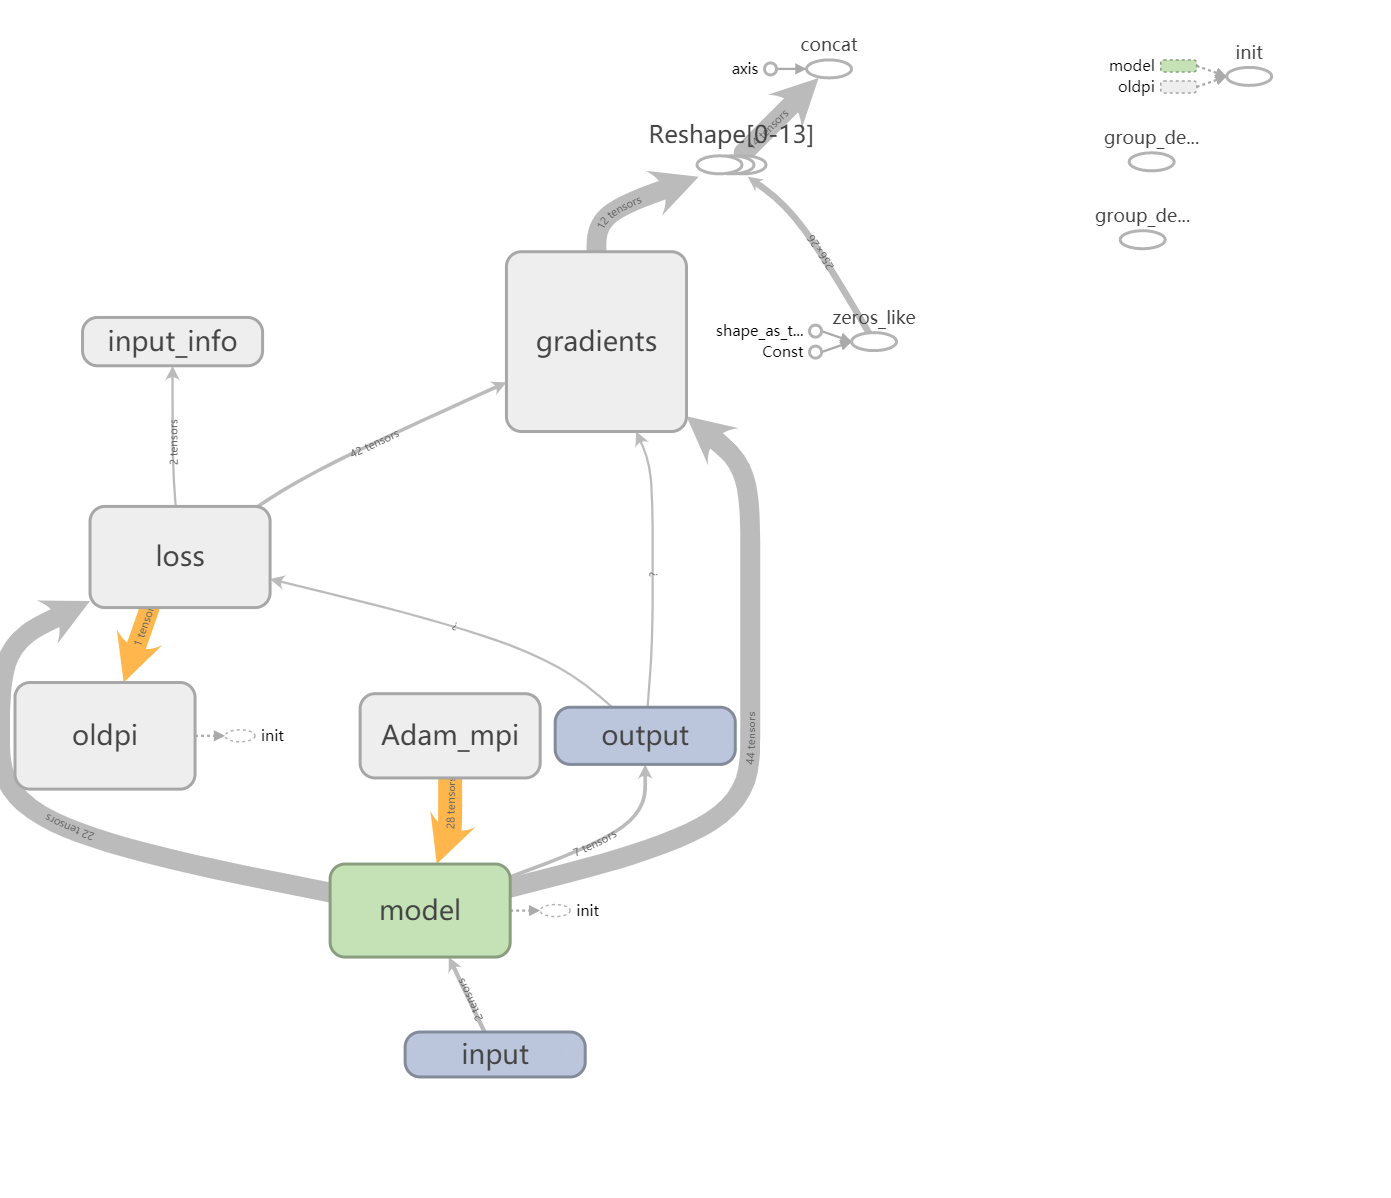 concat
axis
14 tensors
Reshape[0-13]
12 tensors
256×26
zeros_like
shape_as_t...
Const
model
oldpi
init
group_de...
group_de...
gradients
input_info
2 tensors
42 tensors
loss
1 tensor
?
?
oldpi
init
Adam_mpi
output
44 tensors
28 tensors
22 tensors
7 tensors
model
init
2 tensors
input